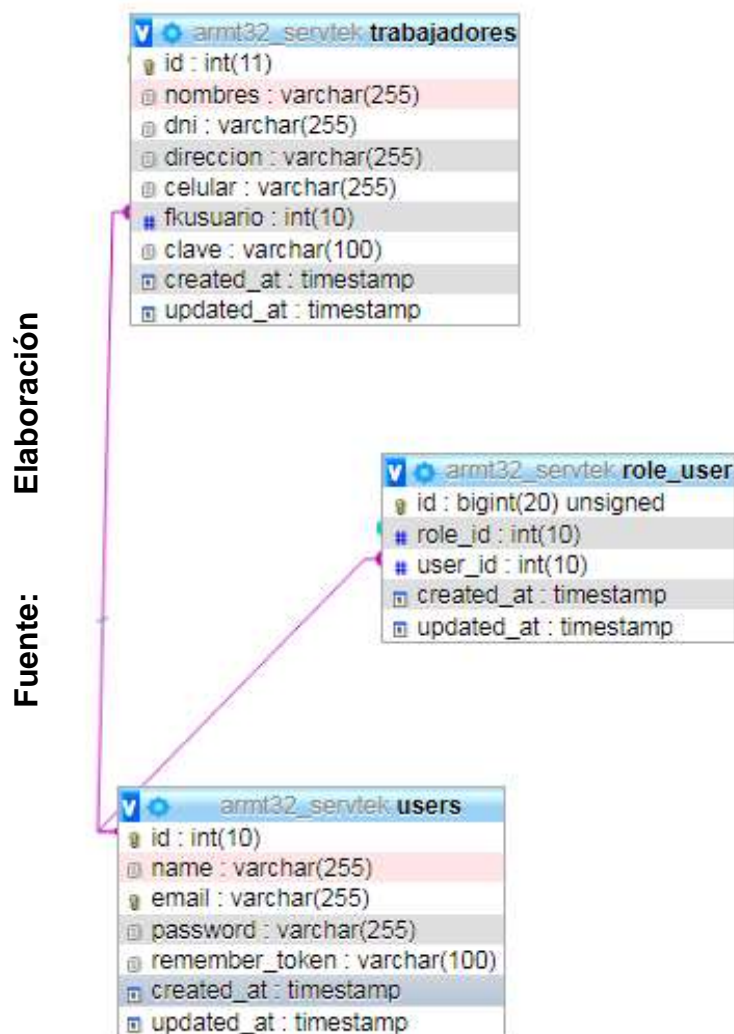 armt32_servtek trabajadores
id : int(11)
nombres : varchar(255)
dni : varchar(255)
direccion : varchar(255)
celular : varchar(255)
# fkusuario : int(10)
clave : varchar(100)
created_at : timestamp
updated_at : timestamp
Fuente: Elaboración
armt32_servtek role_user
id : bigint(20) unsigned
# role_id : int(10)
# user_id : int(10)
created_at : timestamp
updated_at : timestamp
armt32_servtek users
id : int(10)
name : varchar(255)
email : varchar(255)
password : varchar(255)
remember_token : varchar(100)
created_at : timestamp
updated_at : timestamp